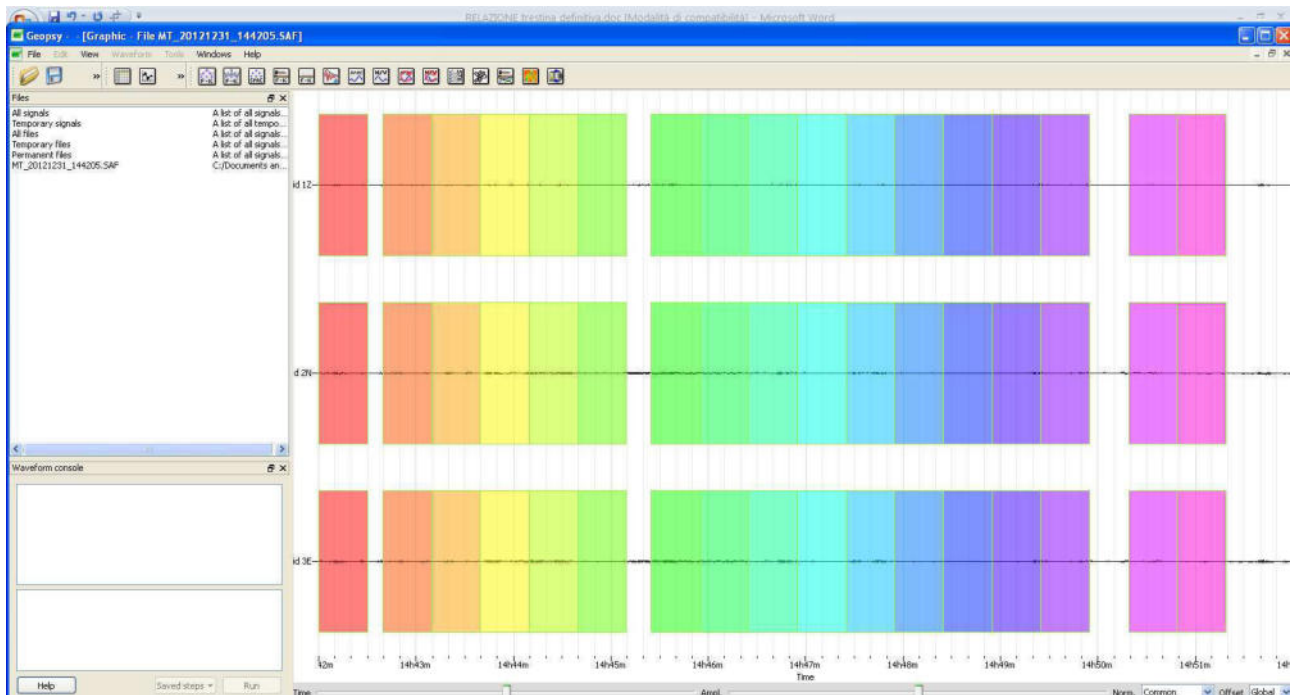 RELAZIONE trestina definitiva.doc [Modalità di compatibilità] - Microsoft Word
Geopsy - - [Graphic - File MT_20121231_144205.SAF]
File Edit View Waveform Tools Windows Help
Files
All signals A list of all signals...
Temporary signals A list of all tempo...
All files A list of all signals...
Temporary files A list of all signals...
Permanent files A list of all signals...
MT_20121231_144205.SAF C:/Documents an...
id 1Z
id 2N
id 3E
Waveform console
42m 14h43m 14h44m 14h45m 14h46m 14h47m 14h48m 14h49m 14h50m 14h51m 14h
Time
Help Saved steps Run
Time Ampl. Norm. Common Offset Global